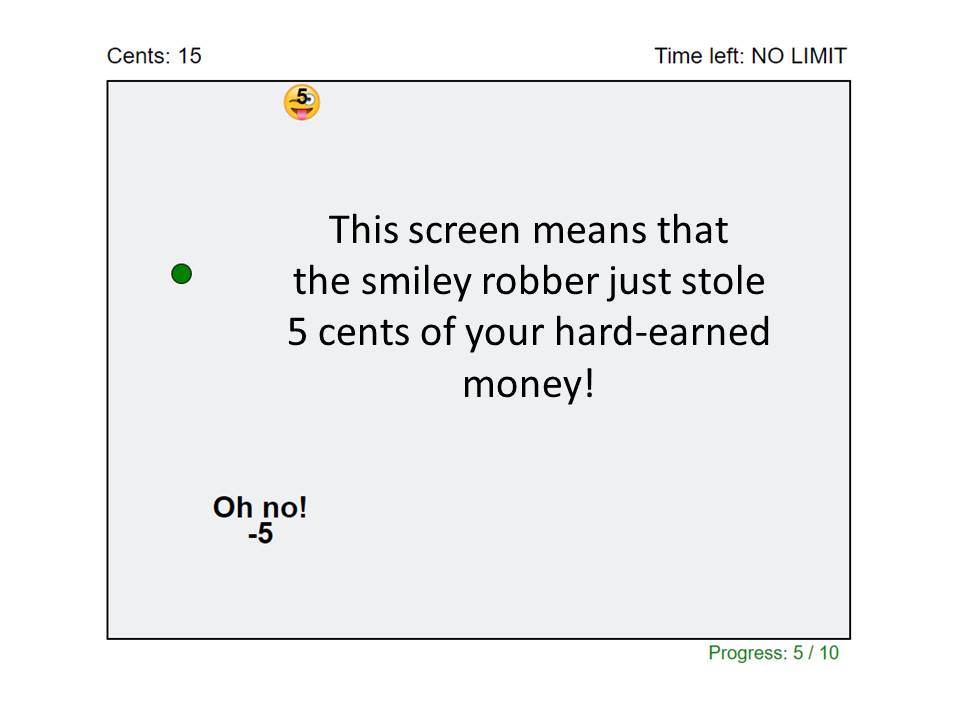 Cents: 15
Time left: NO LIMIT
5
This screen means that
the smiley robber just stole
5 cents of your hard-earned
money!
Oh no!
-5
Progress: 5 / 10